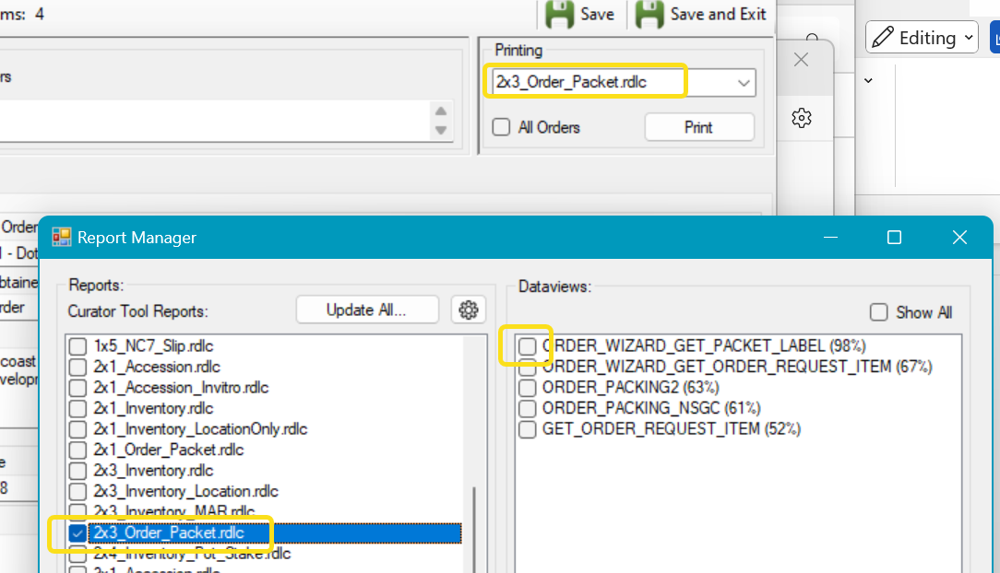 ms: 4
Save
Save and Exit
Editing
rs
Printing
2x3_Order_Packet.rdlc
All Orders
Print
Order
- Dot
btaine
rder
coast
velopr
e
8
Report Manager
Reports:
Curator Tool Reports:
Update All...
1x5_NC7_Slip.rdlc
2x1_Accession.rdlc
2x1_Accession_Invitro.rdlc
2x1_Inventory.rdlc
2x1_Inventory_LocationOnly.rdlc
2x1_Order_Packet.rdlc
2x3_Inventory.rdlc
2x3_Inventory_Location.rdlc
2x3_Inventory_MAR.rdlc
2x3_Order_Packet.rdlc
2x4_Inventory_Pot_Stake.rdlc
Dataviews:
Show All
ORDER_WIZARD_GET_PACKET_LABEL (98%)
ORDER_WIZARD_GET_ORDER_REQUEST_ITEM (67%)
ORDER_PACKING2 (63%)
ORDER_PACKING_NSGC (61%)
GET_ORDER_REQUEST_ITEM (52%)